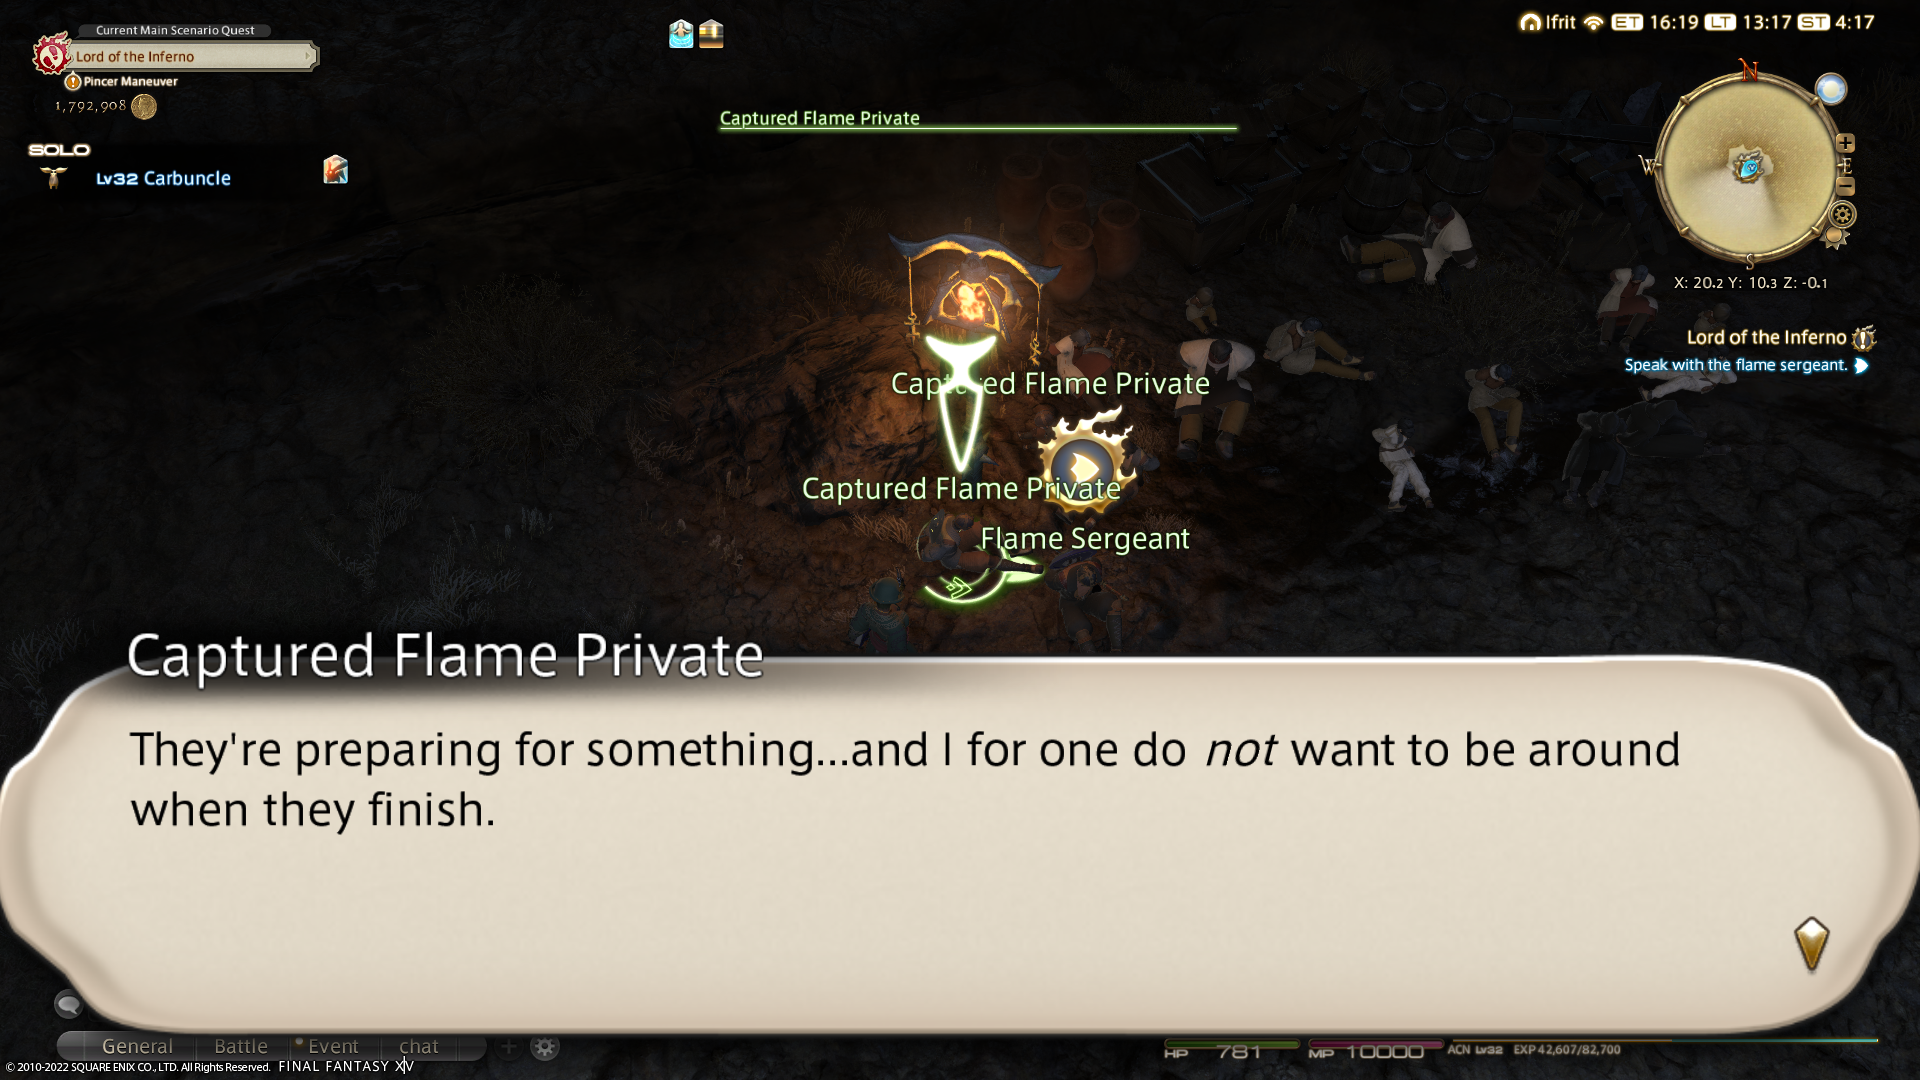 Current Main Scenario Quest
Lord of the Inferno
Pincer Maneuver
1,792,908
SOLO
Lv32 Carbuncle
Captured Flame Private
Ifrit ET 16:19 LT 13:17 ST 4:17
N
W
E
S
X: 20.2 Y: 10.3 Z: -0.1
Lord of the Inferno
Speak with the flame sergeant.
Captured Flame Private
Captured Flame Private
Flame Sergeant
Captured Flame Private
They're preparing for something...and I for one do not want to be around
when they finish.
General Battle Event chat
HP 781 MP 10000 ACN Lv32 EXP 42,607/82,700
© 2010-2022 SQUARE ENIX CO., LTD. All Rights Reserved. FINAL FANTASY XIV